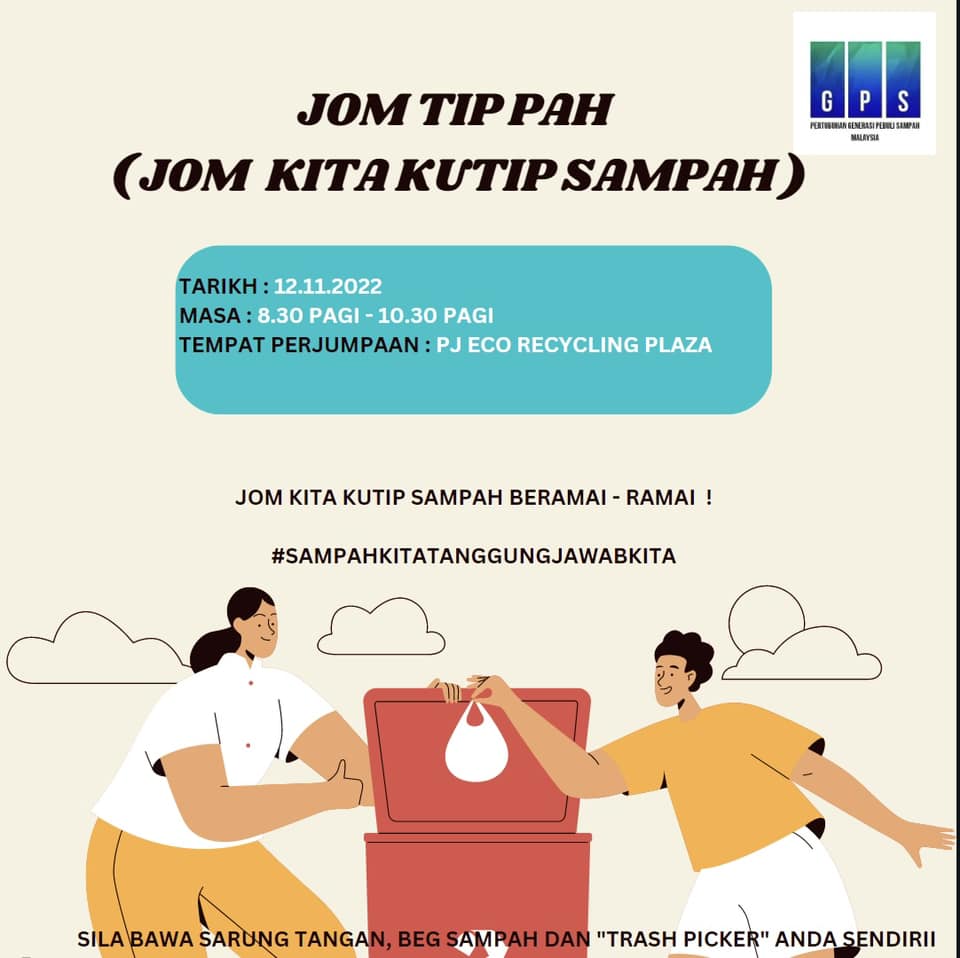 JOM TIP PAH
(JOM KITA KUTIP SAMPAH)
G P S
PERTUBUHAN GENERASI PEDULI SAMPAH
MALAYSIA
TARIKH : 12.11.2022
MASA : 8.30 PAGI - 10.30 PAGI
TEMPAT PERJUMPAAN : PJ ECO RECYCLING PLAZA
JOM KITA KUTIP SAMPAH BERAMAI - RAMAI !
#SAMPAHKITATANGGUNGJAWABKITA
SILA BAWA SARUNG TANGAN, BEG SAMPAH DAN "TRASH PICKER" ANDA SENDIRII